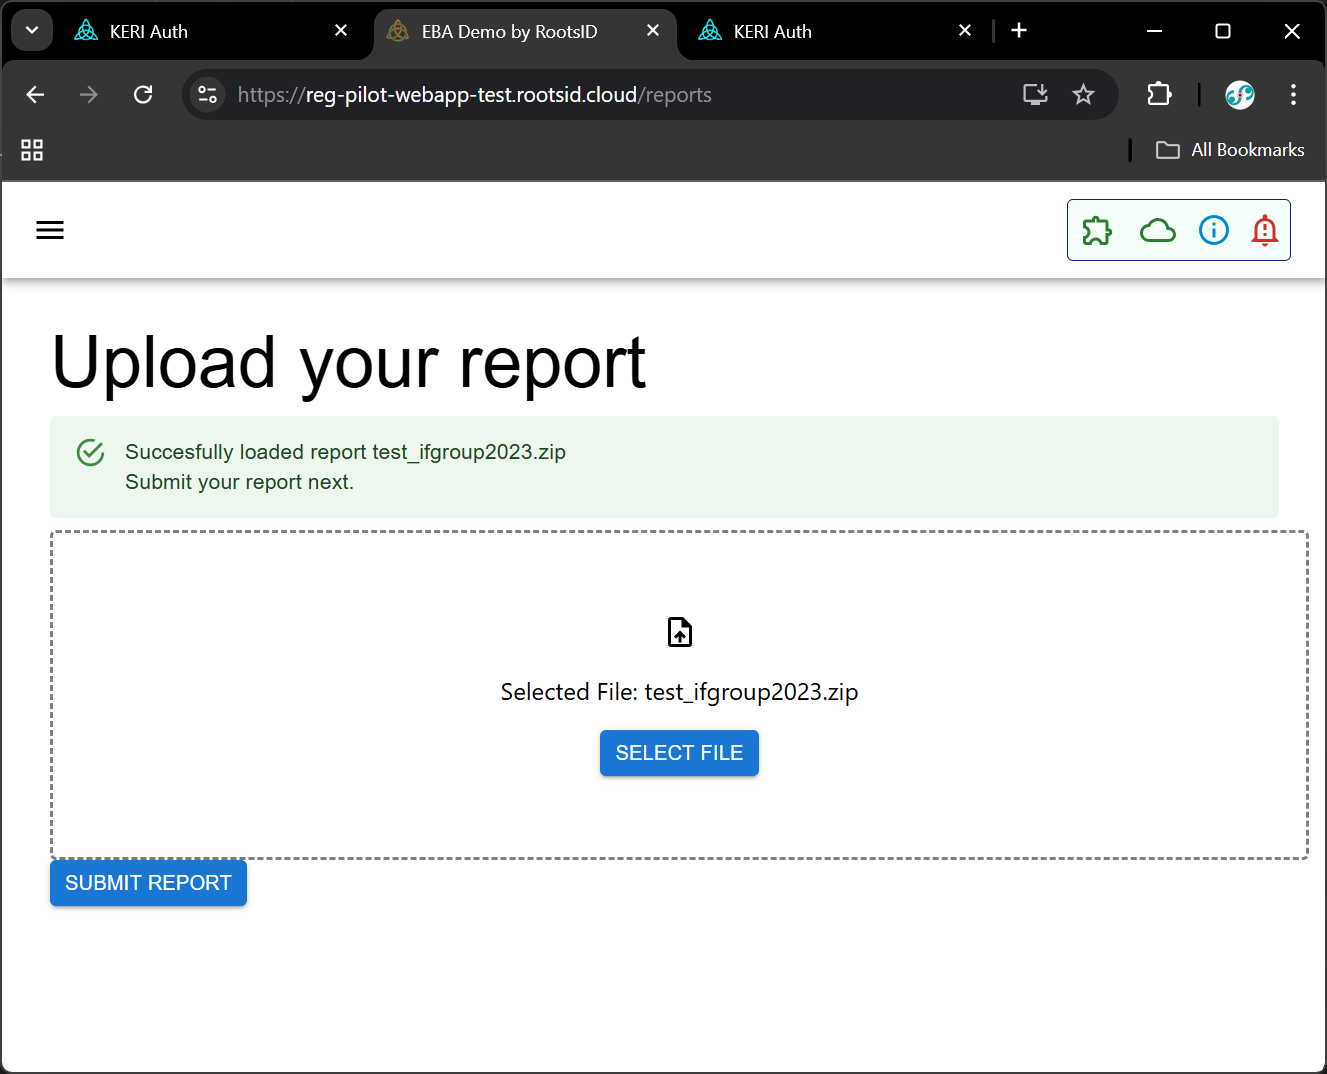 KERI Auth
EBA Demo by RootsID
KERI Auth
https://reg-pilot-webapp-test.rootsid.cloud/reports
All Bookmarks
Upload your report
Succesfully loaded report test_ifgroup2023.zip
Submit your report next.
Selected File: test_ifgroup2023.zip
SELECT FILE
SUBMIT REPORT